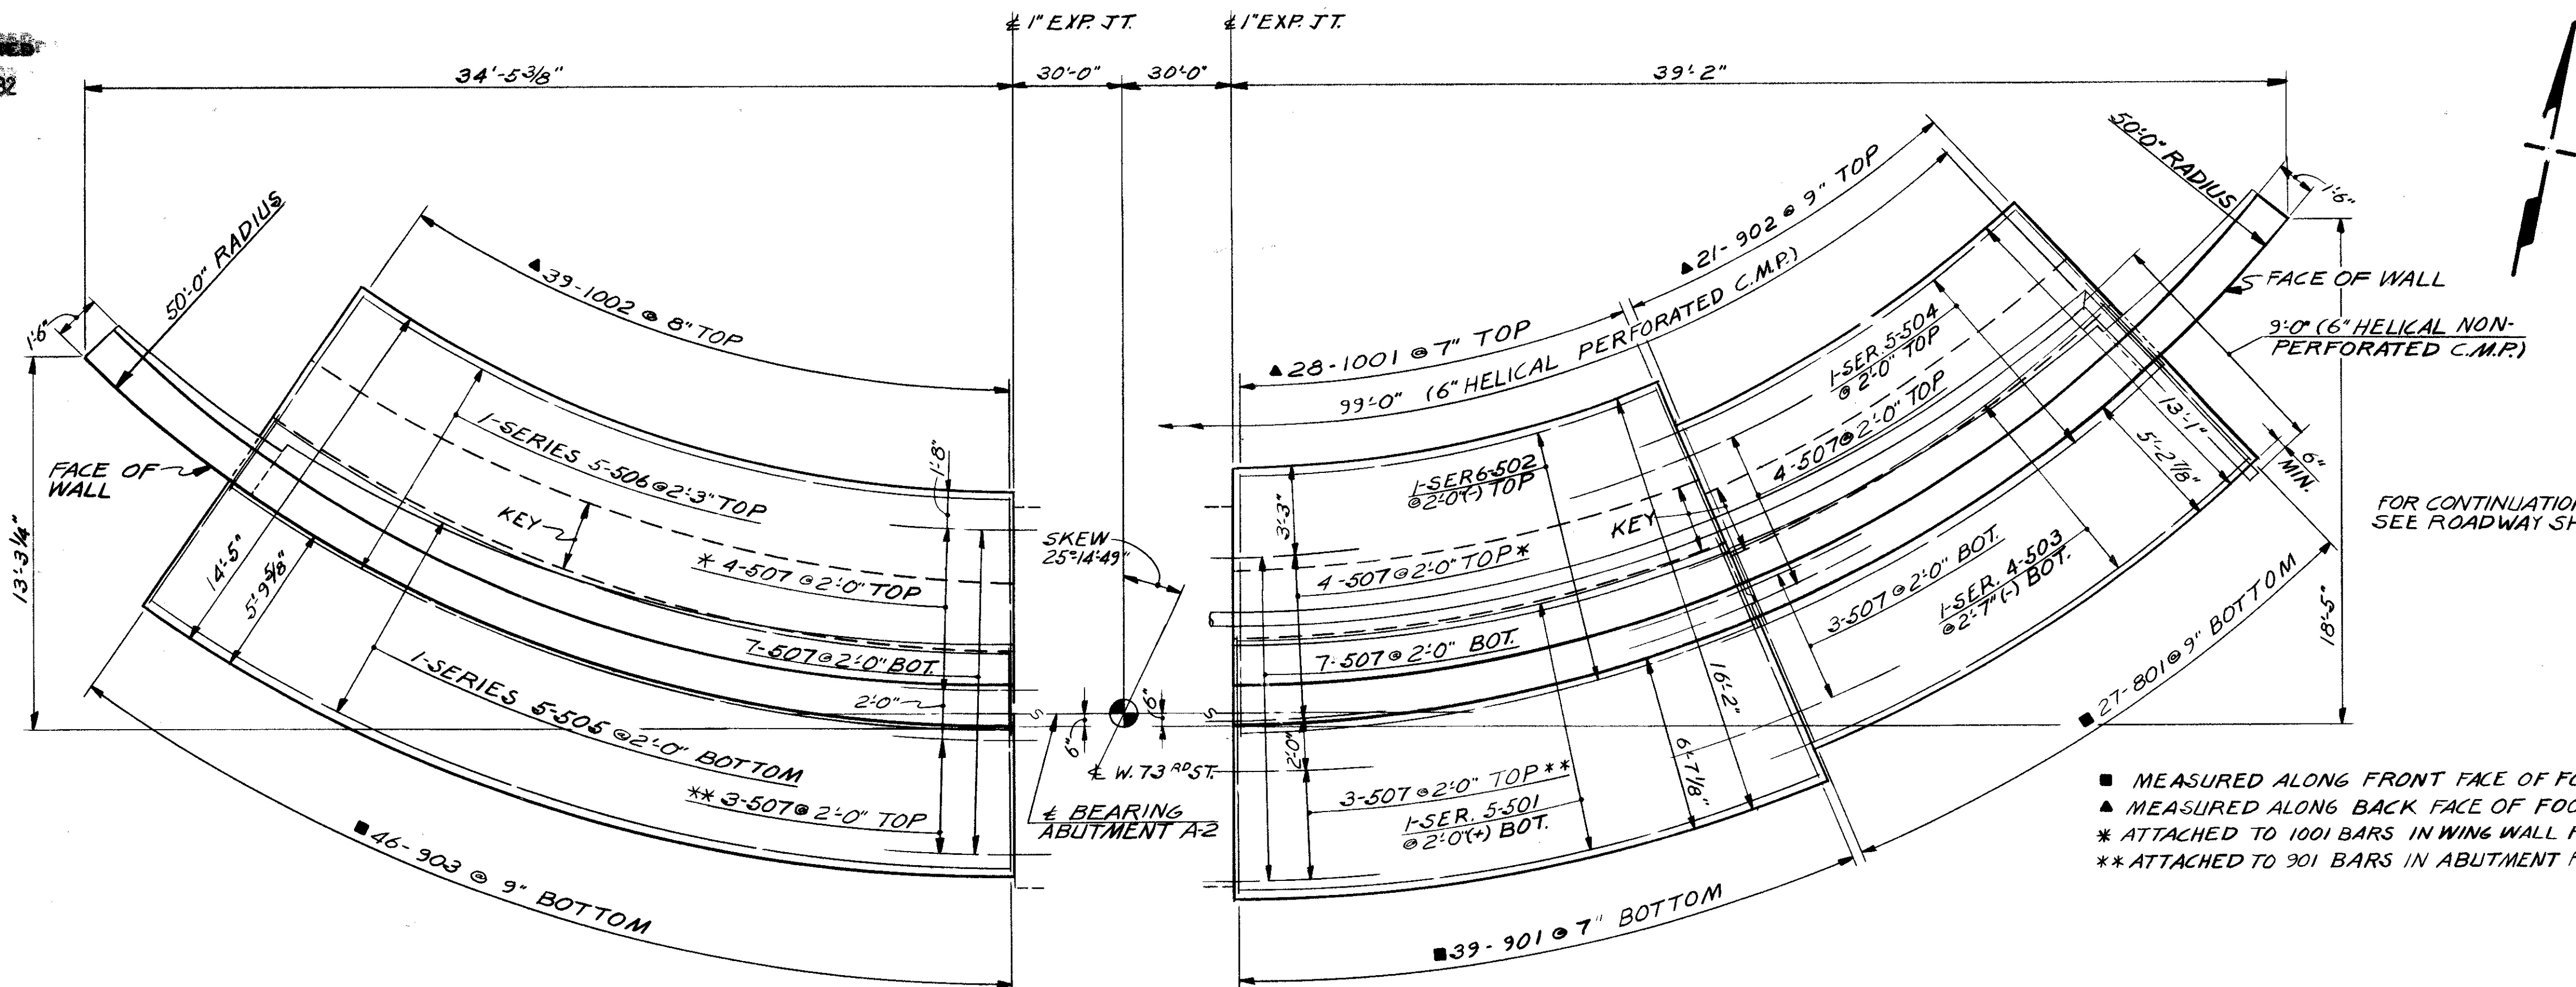 ℄ 1" EXP. JT.
℄ 1" EXP. JT.
34'-5 3/8"
30'-0"
30'-0"
39'-2"
50'-0" RADIUS
1'-6"
50'-0" RADIUS
1'-6"
▲39-1002 @ 8" TOP
▲21-902 @ 9" TOP
▲28-1001 @ 7" TOP
99'-0" (6" HELICAL PERFORATED C.M.P.)
FACE OF WALL
9'-0" (6" HELICAL NON-
PERFORATED C.M.P.)
1-SER. 5-504
@ 2'-0" TOP
4-507@2'-0" TOP
13'-1"
5'-2 7/8"
6"
MIN.
FACE OF
WALL
1-SERIES 5-506@2'-3" TOP
KEY
1'-8"
* 4-507 @ 2'-0" TOP
14'-5"
5'-9 5/8"
13'-3 1/4"
7-507@2'-0" BOT.
2'-0"
1-SERIES 5-505 @2'-0" BOTTOM
** 3-507@ 2'-0" TOP
■46-903 @ 9" BOTTOM
SKEW
25°-14'-49"
6"
6"
℄ W. 73 RD ST.
℄ BEARING
ABUTMENT A-2
1-SER6-502
@2'-0"(-) TOP
3'-3"
KEY
4-507@2'-0" TOP*
7-507@2'-0" BOT.
2'-0"
16'-2"
6'-7 1/8"
3-507@2'-0" TOP**
1-SER. 5-501
@2'-0"(+) BOT.
3-507@2'-0" BOT.
1-SER. 4-503
@2'-7"(-) BOT.
■39-901@7" BOTTOM
■27-801@9" BOTTOM
18'-5"
FOR CONTINUATION
SEE ROADWAY SH
■ MEASURED ALONG FRONT FACE OF FO
▲ MEASURED ALONG BACK FACE OF FOO
* ATTACHED TO 1001 BARS IN WING WALL F
** ATTACHED TO 901 BARS IN ABUTMENT F